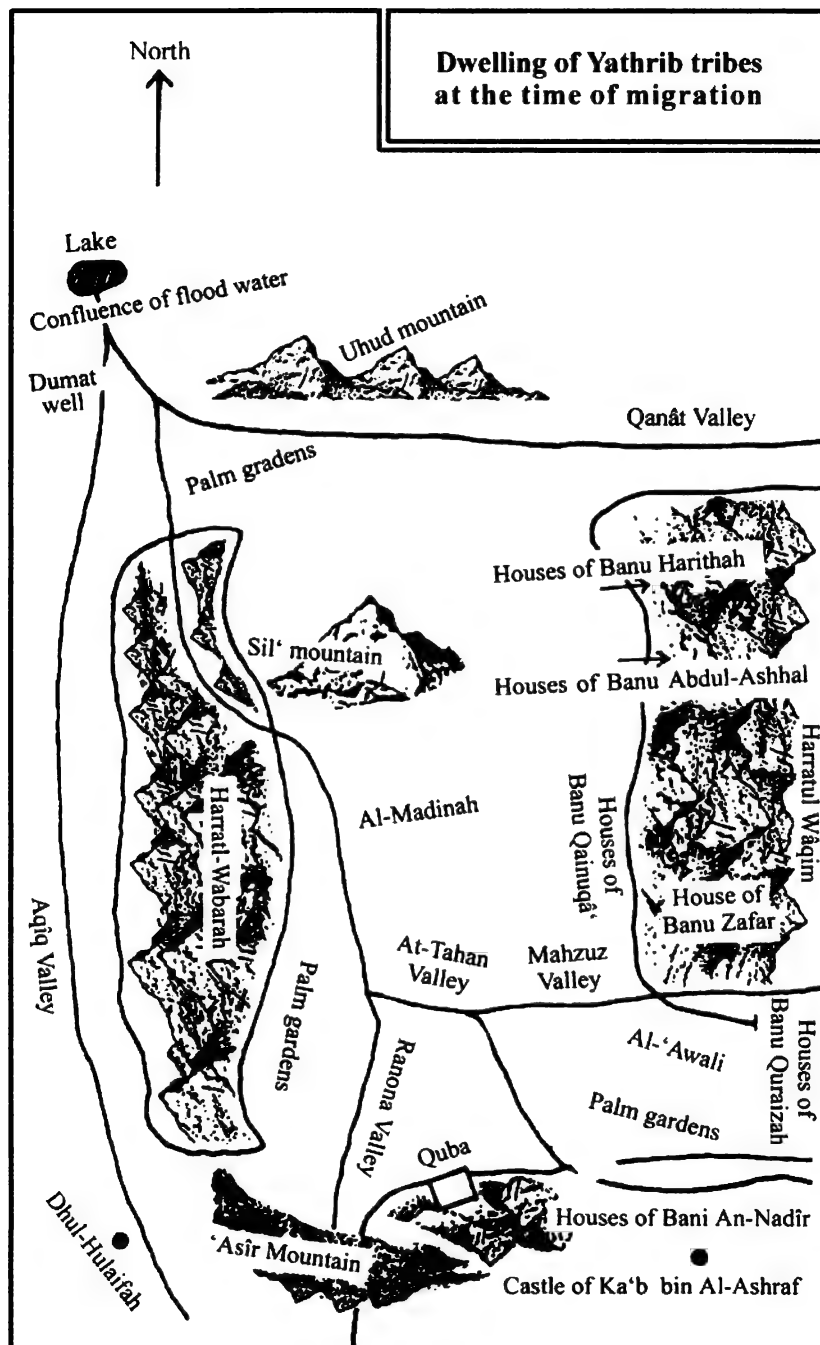 North
Dwelling of Yathrib tribes
at the time of migration
Lake
Confluence of flood water
Uhud mountain
Dumat
well
Qanât Valley
Palm gradens
Houses of Banu Harithah
Sil‘ mountain
Houses of Banu Abdul-Ashhal
Harratl-Wabarah
Al-Madinah
Houses of
Banu Qainuqâ‘
Harratul Wâqim
House of
Banu Zafar
Aqîq Valley
At-Tahan
Valley
Mahzuz
Valley
Palm gardens
Ranona Valley
Al-‘Awali
Houses of
Banu Quraizah
Palm gardens
Quba
Dhul-Hulaifah
Houses of Bani An-Nadîr
‘Asîr Mountain
Castle of Ka‘b bin Al-Ashraf